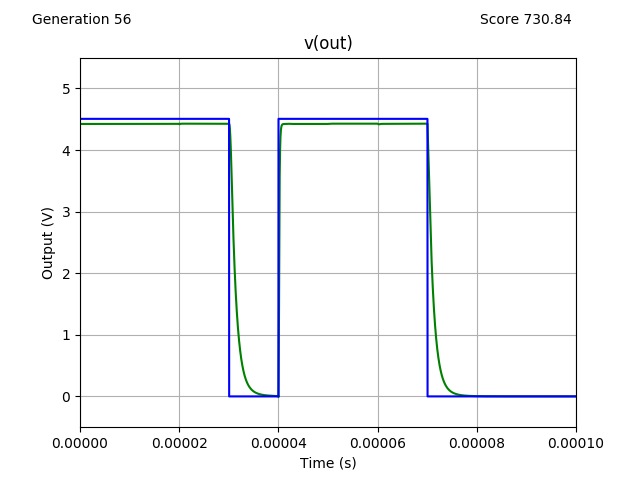 Generation 56
Score 730.84
v(out)
Output (V)
5
4
3
2
1
0
0.00000 0.00002 0.00004 0.00006 0.00008 0.00010
Time (s)